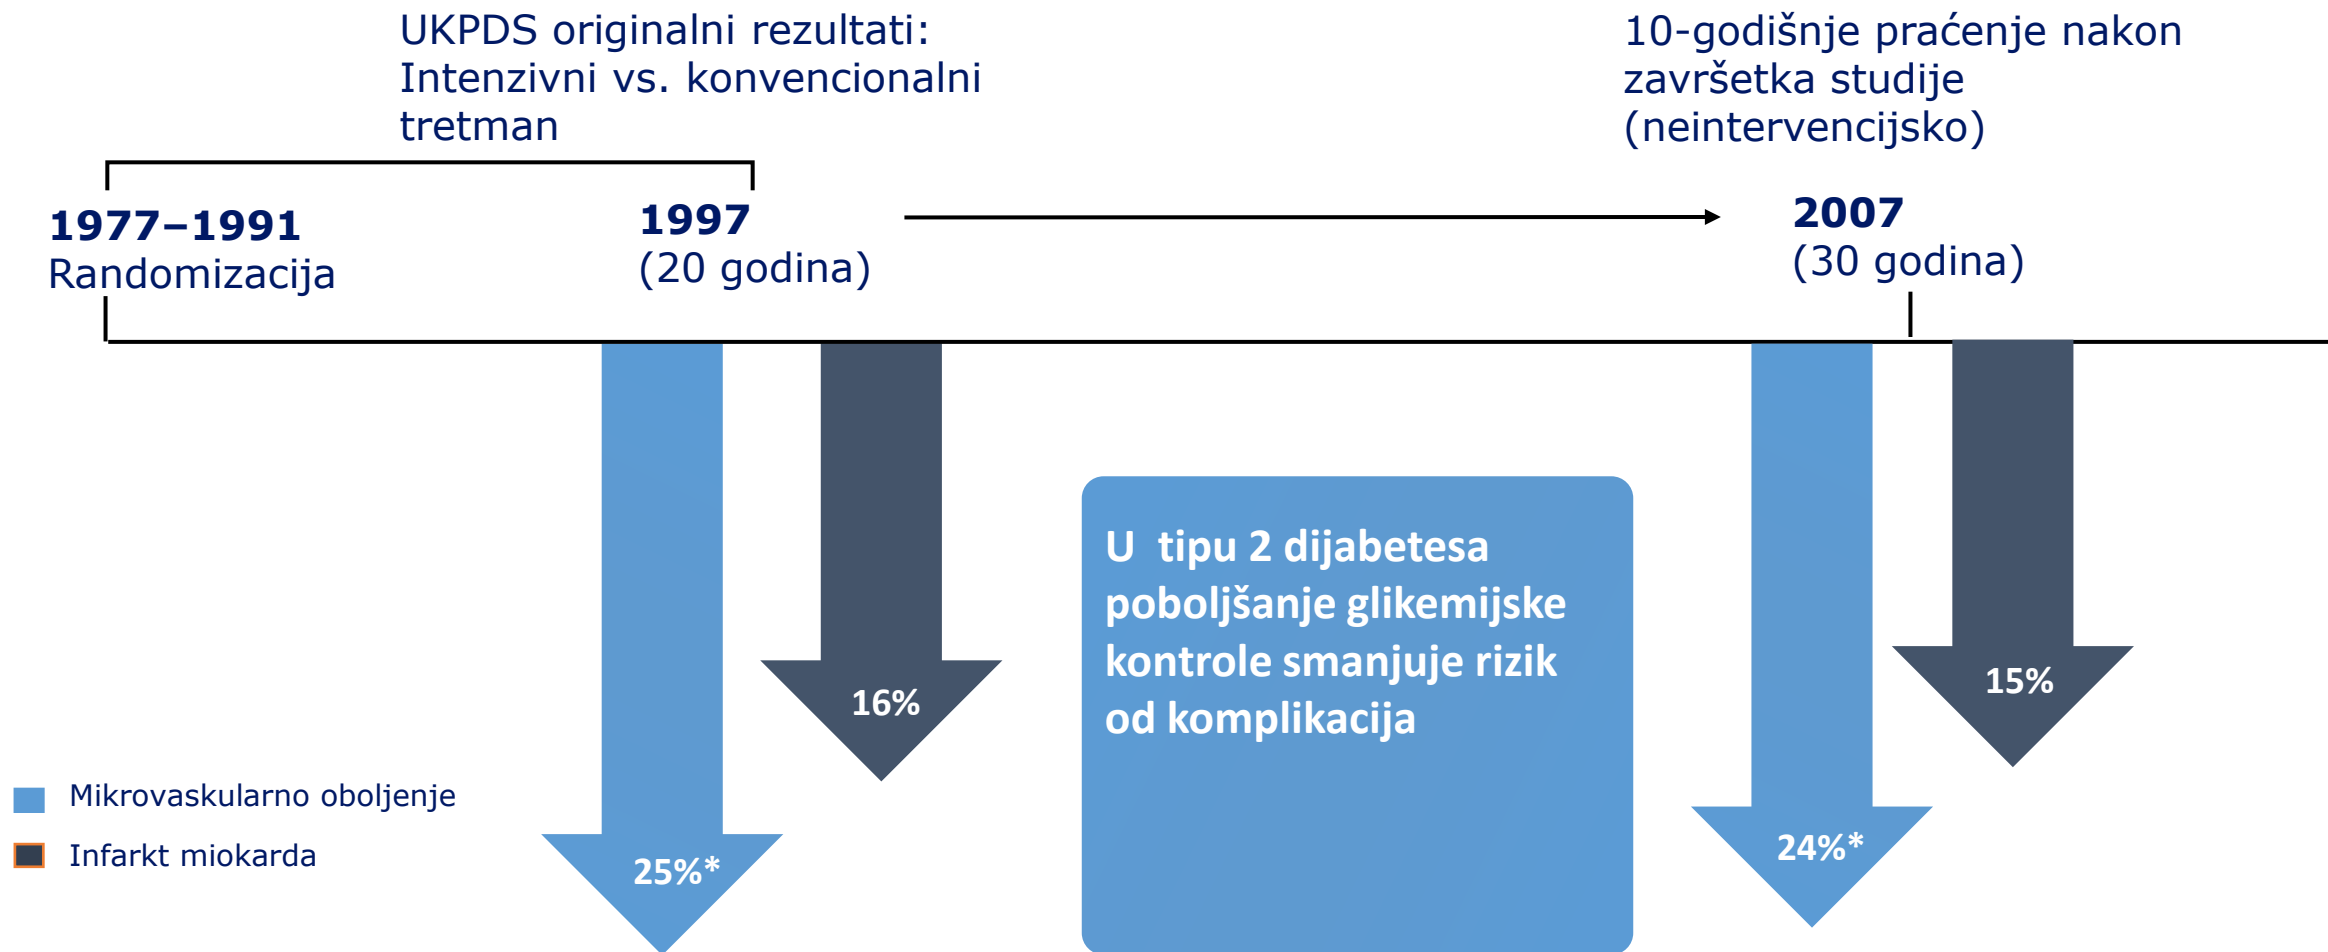 UKPDS originalni rezultati:
Intenzivni vs. konvencionalni
tretman
10-godišnje praćenje nakon
završetka studije
(neintervencijsko)
1977–1991
Randomizacija
1997
(20 godina)
2007
(30 godina)
U  tipu 2 dijabetesa
poboljšanje glikemijske
kontrole smanjuje rizik
od komplikacija
16%
15%
25%*
24%*
Mikrovaskularno oboljenje
Infarkt miokarda